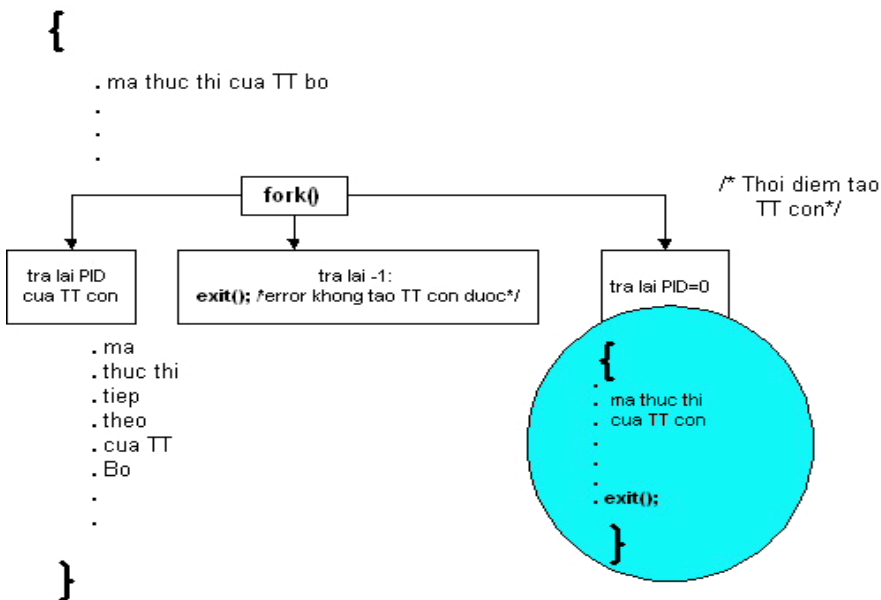 {
. ma thuc thi cua TT bo
.
.
.
fork()
/* Thoi diem tao
TT con*/
tra lai PID
cua TT con
tra lai -1:
exit(); /*error khong tao TT con duoc*/
tra lai PID=0
. ma
. thuc thi
. tiep
. theo
. cua TT
. Bo
.
.
{
.
. ma thuc thi
. cua TT con
.
.
.
. exit();
}
}